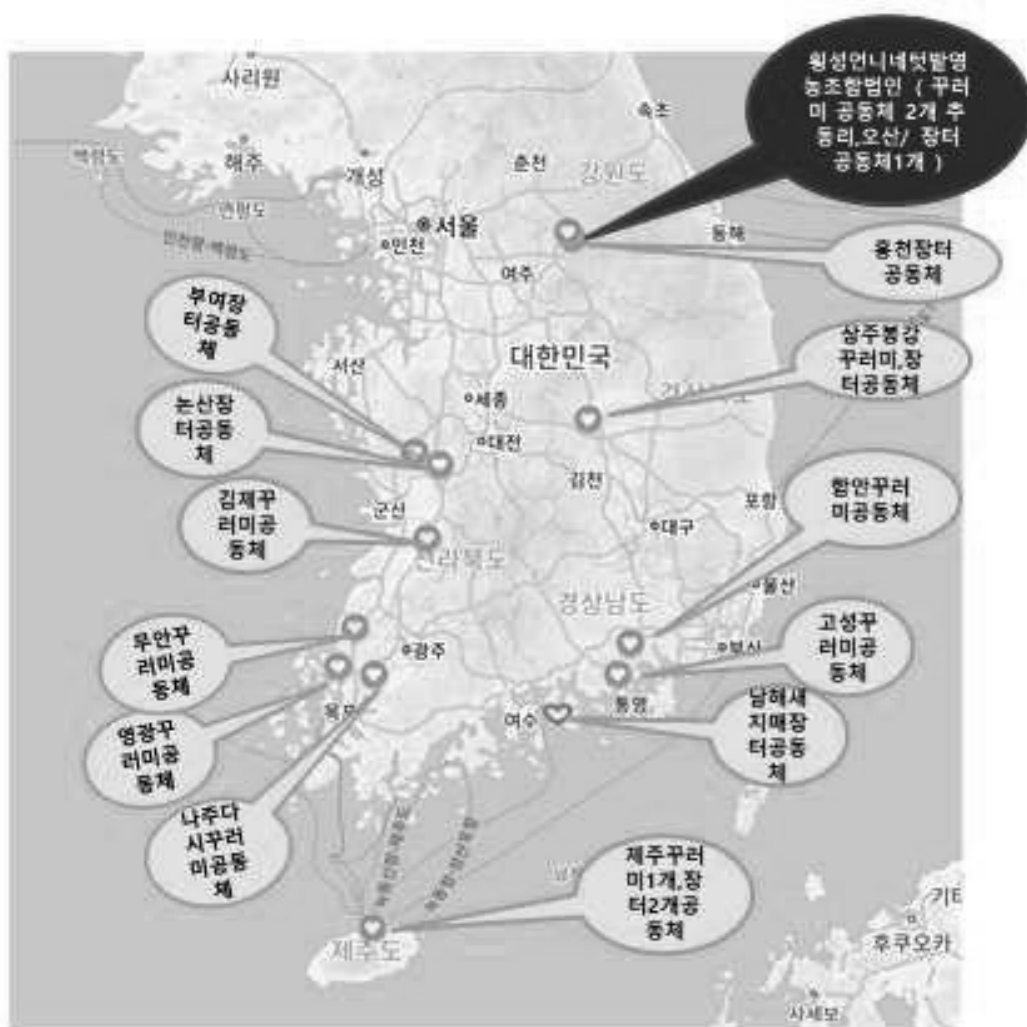 횡성언니네텃밭영
농조합법인 ( 꾸러
미 공동체 2개 추
동리,오산/ 장터
공동체1개 )
사리원
속초
해주
개성
춘천
강원도
연평도
서울
인천
동해
홍천장터
공동체
여주
부여장
터공동
체
서산
대한민국
상주봉강
꾸러미,장
터공동체
세종
논산장
터공동
체
대전
김천
김제꾸
러미공
동체
군산
포항
함안꾸러
미공동체
대구
전라북도
경상남도
울산
무안꾸
러미공
동체
광주
부산
고성꾸
러미공
동체
목포
여수
통영
남해새
지매장
터공동
체
영광꾸
러미공
동체
나주다
시꾸러
미공동
체
제주꾸러
미1개,장
터2개공
동체
제주도
기타
후쿠오카
사세보